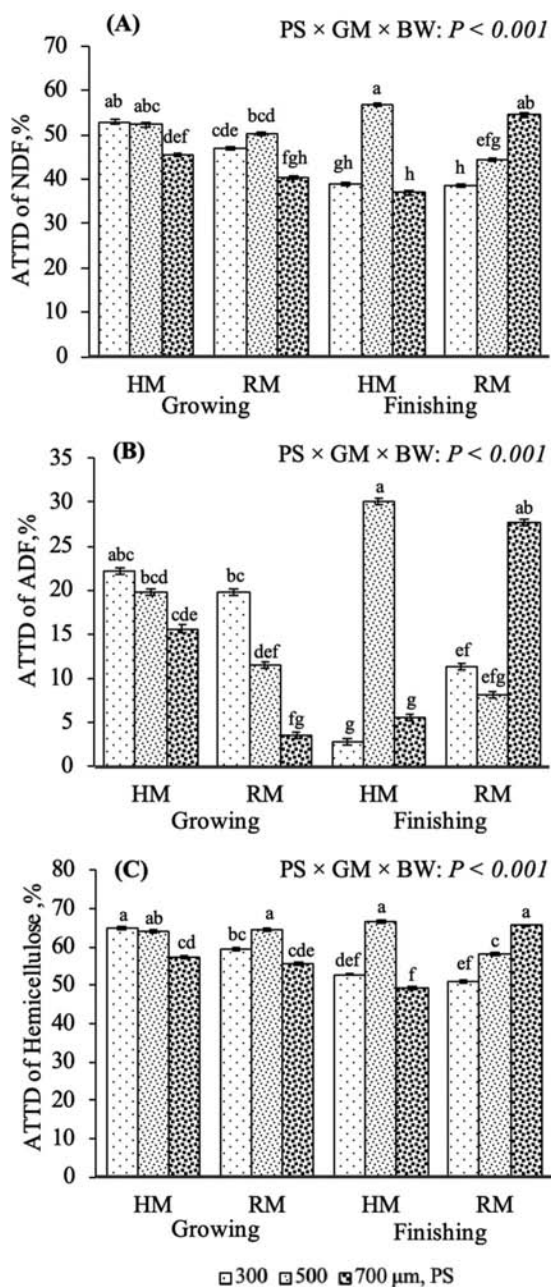 (A) PS × GM × BW: P < 0.001
ATTD of NDF,%
70
60
50
40
30
20
10
0
ab abc def cde bcd fgh gh a h h efg ab
HM RM HM RM
Growing Finishing
(B) PS × GM × BW: P < 0.001
ATTD of ADF,%
35
30
25
20
15
10
5
0
abc bcd cde bc def fg g a g ef efg ab
HM RM HM RM
Growing Finishing
(C) PS × GM × BW: P < 0.001
ATTD of Hemicellulose,%
80
70
60
50
40
30
20
10
0
a ab cd bc a cde def a f ef c a
HM RM HM RM
Growing Finishing
300 500 700 μm, PS